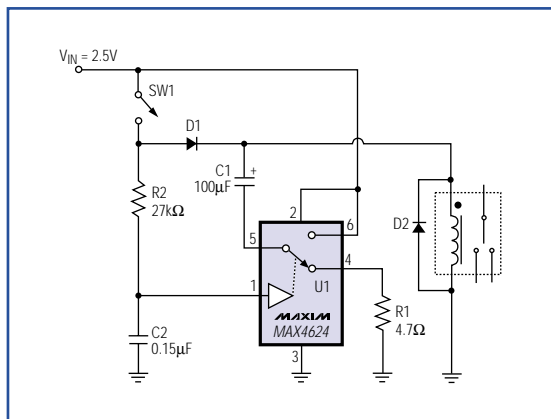 V_IN = 2.5V
SW1
D1
C1
100µF
+
R2
27kΩ
2
6
5
4
D2
U1
1
MAXIM
MAX4624
R1
4.7Ω
C2
0.15µF
3